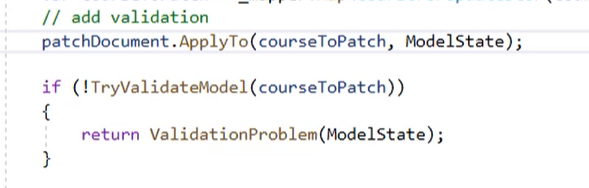 // add validation
patchDocument.ApplyTo(courseToPatch, ModelState);
if (!TryValidateModel(courseToPatch))
{
return ValidationProblem(ModelState);
}